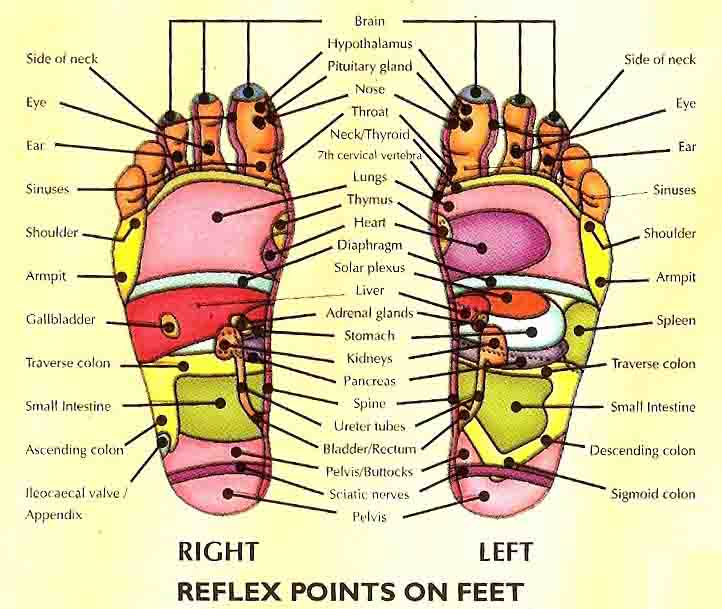 Brain
Hypothalamus
Pituitary gland
Nose
Throat
Neck/Thyroid
7th cervical vertebra
Lungs
Thymus
Heart
Diaphragm
Solar plexus
Liver
Adrenal glands
Stomach
Kidneys
Pancreas
Spine
Ureter tubes
Bladder/Rectum
Pelvis/Buttocks
Sciatic nerves
Pelvis
Side of neck
Eye
Ear
Sinuses
Shoulder
Armpit
Gallbladder
Traverse colon
Small Intestine
Ascending colon
Ileocaecal valve /
Appendix
Side of neck
Eye
Ear
Sinuses
Shoulder
Armpit
Spleen
Traverse colon
Small Intestine
Descending colon
Sigmoid colon
RIGHT
LEFT
REFLEX POINTS ON FEET